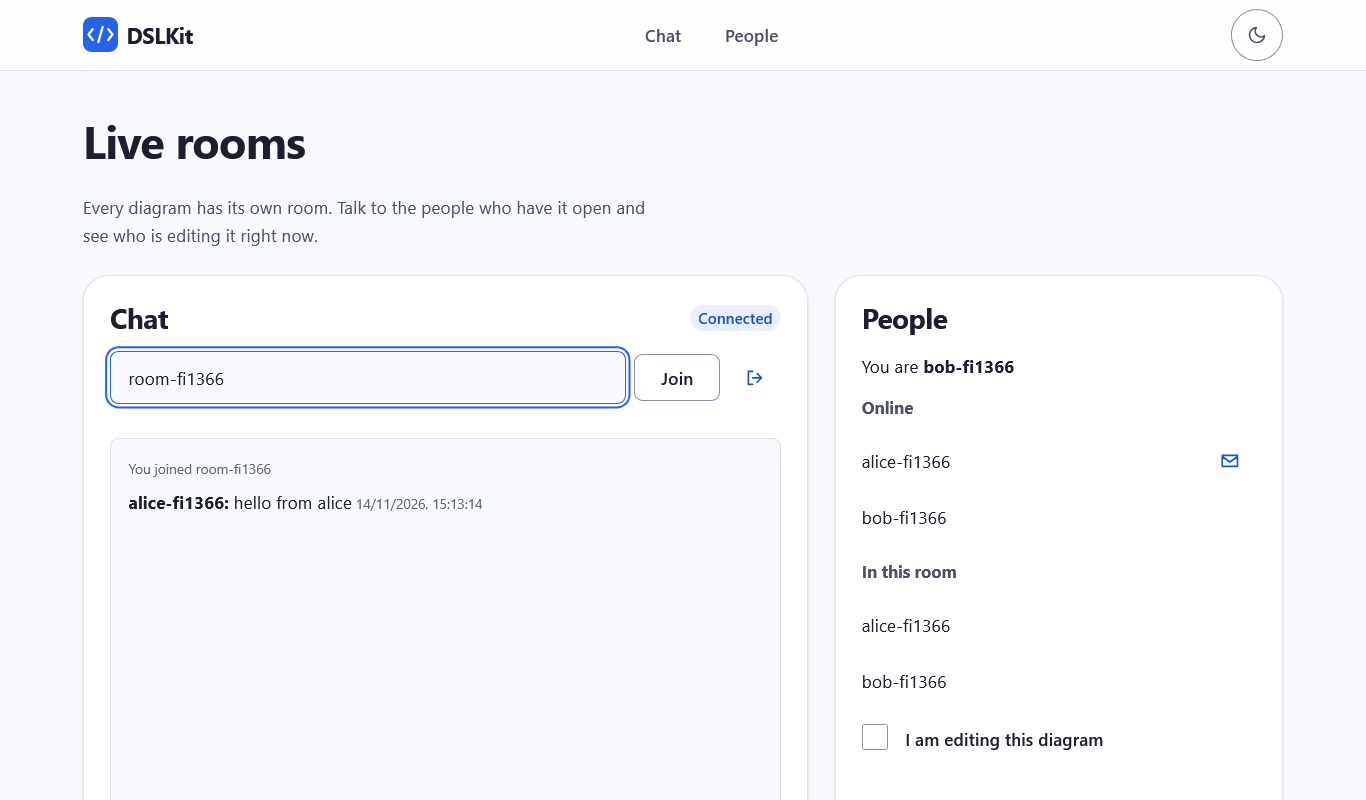 DSLKit
Chat
People
Live rooms
Every diagram has its own room. Talk to the people who have it open and
see who is editing it right now.
Chat
Connected
room-fi1366
Join
You joined room-fi1366
alice-fi1366: hello from alice 14/11/2026, 15:13:14
People
You are bob-fi1366
Online
alice-fi1366
bob-fi1366
In this room
alice-fi1366
bob-fi1366
I am editing this diagram